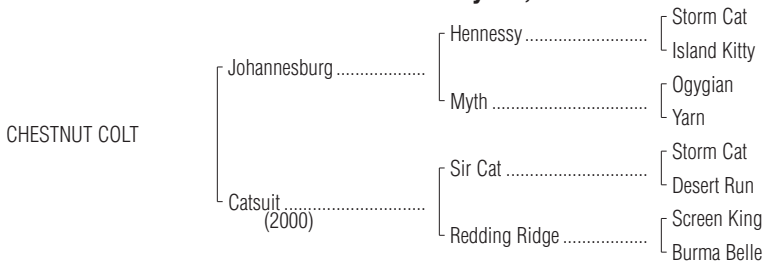 Storm Cat
Hennessy
Island Kitty
Johannesburg
Ogygian
Myth
Yarn
CHESTNUT COLT
Storm Cat
Sir Cat
Desert Run
Catsuit
(2000)
Screen King
Redding Ridge
Burma Belle